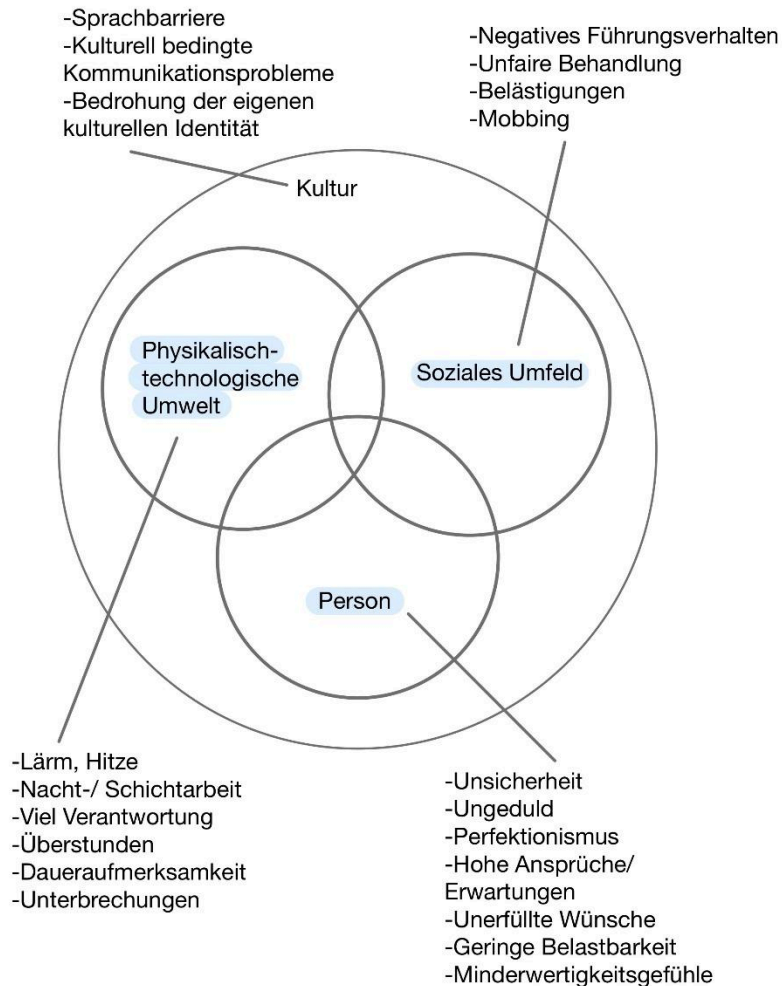 -Sprachbarriere
-Kulturell bedingte
Kommunikationsprobleme
-Bedrohung der eigenen
kulturellen Identität
-Negatives Führungsverhalten
-Unfaire Behandlung
-Belästigungen
-Mobbing
Kultur
Physikalisch-
technologische
Umwelt
Soziales Umfeld
Person
-Lärm, Hitze
-Nacht-/ Schichtarbeit
-Viel Verantwortung
-Überstunden
-Daueraufmerksamkeit
-Unterbrechungen
-Unsicherheit
-Ungeduld
-Perfektionismus
-Hohe Ansprüche/
Erwartungen
-Unerfüllte Wünsche
-Geringe Belastbarkeit
-Minderwertigkeitsgefühle